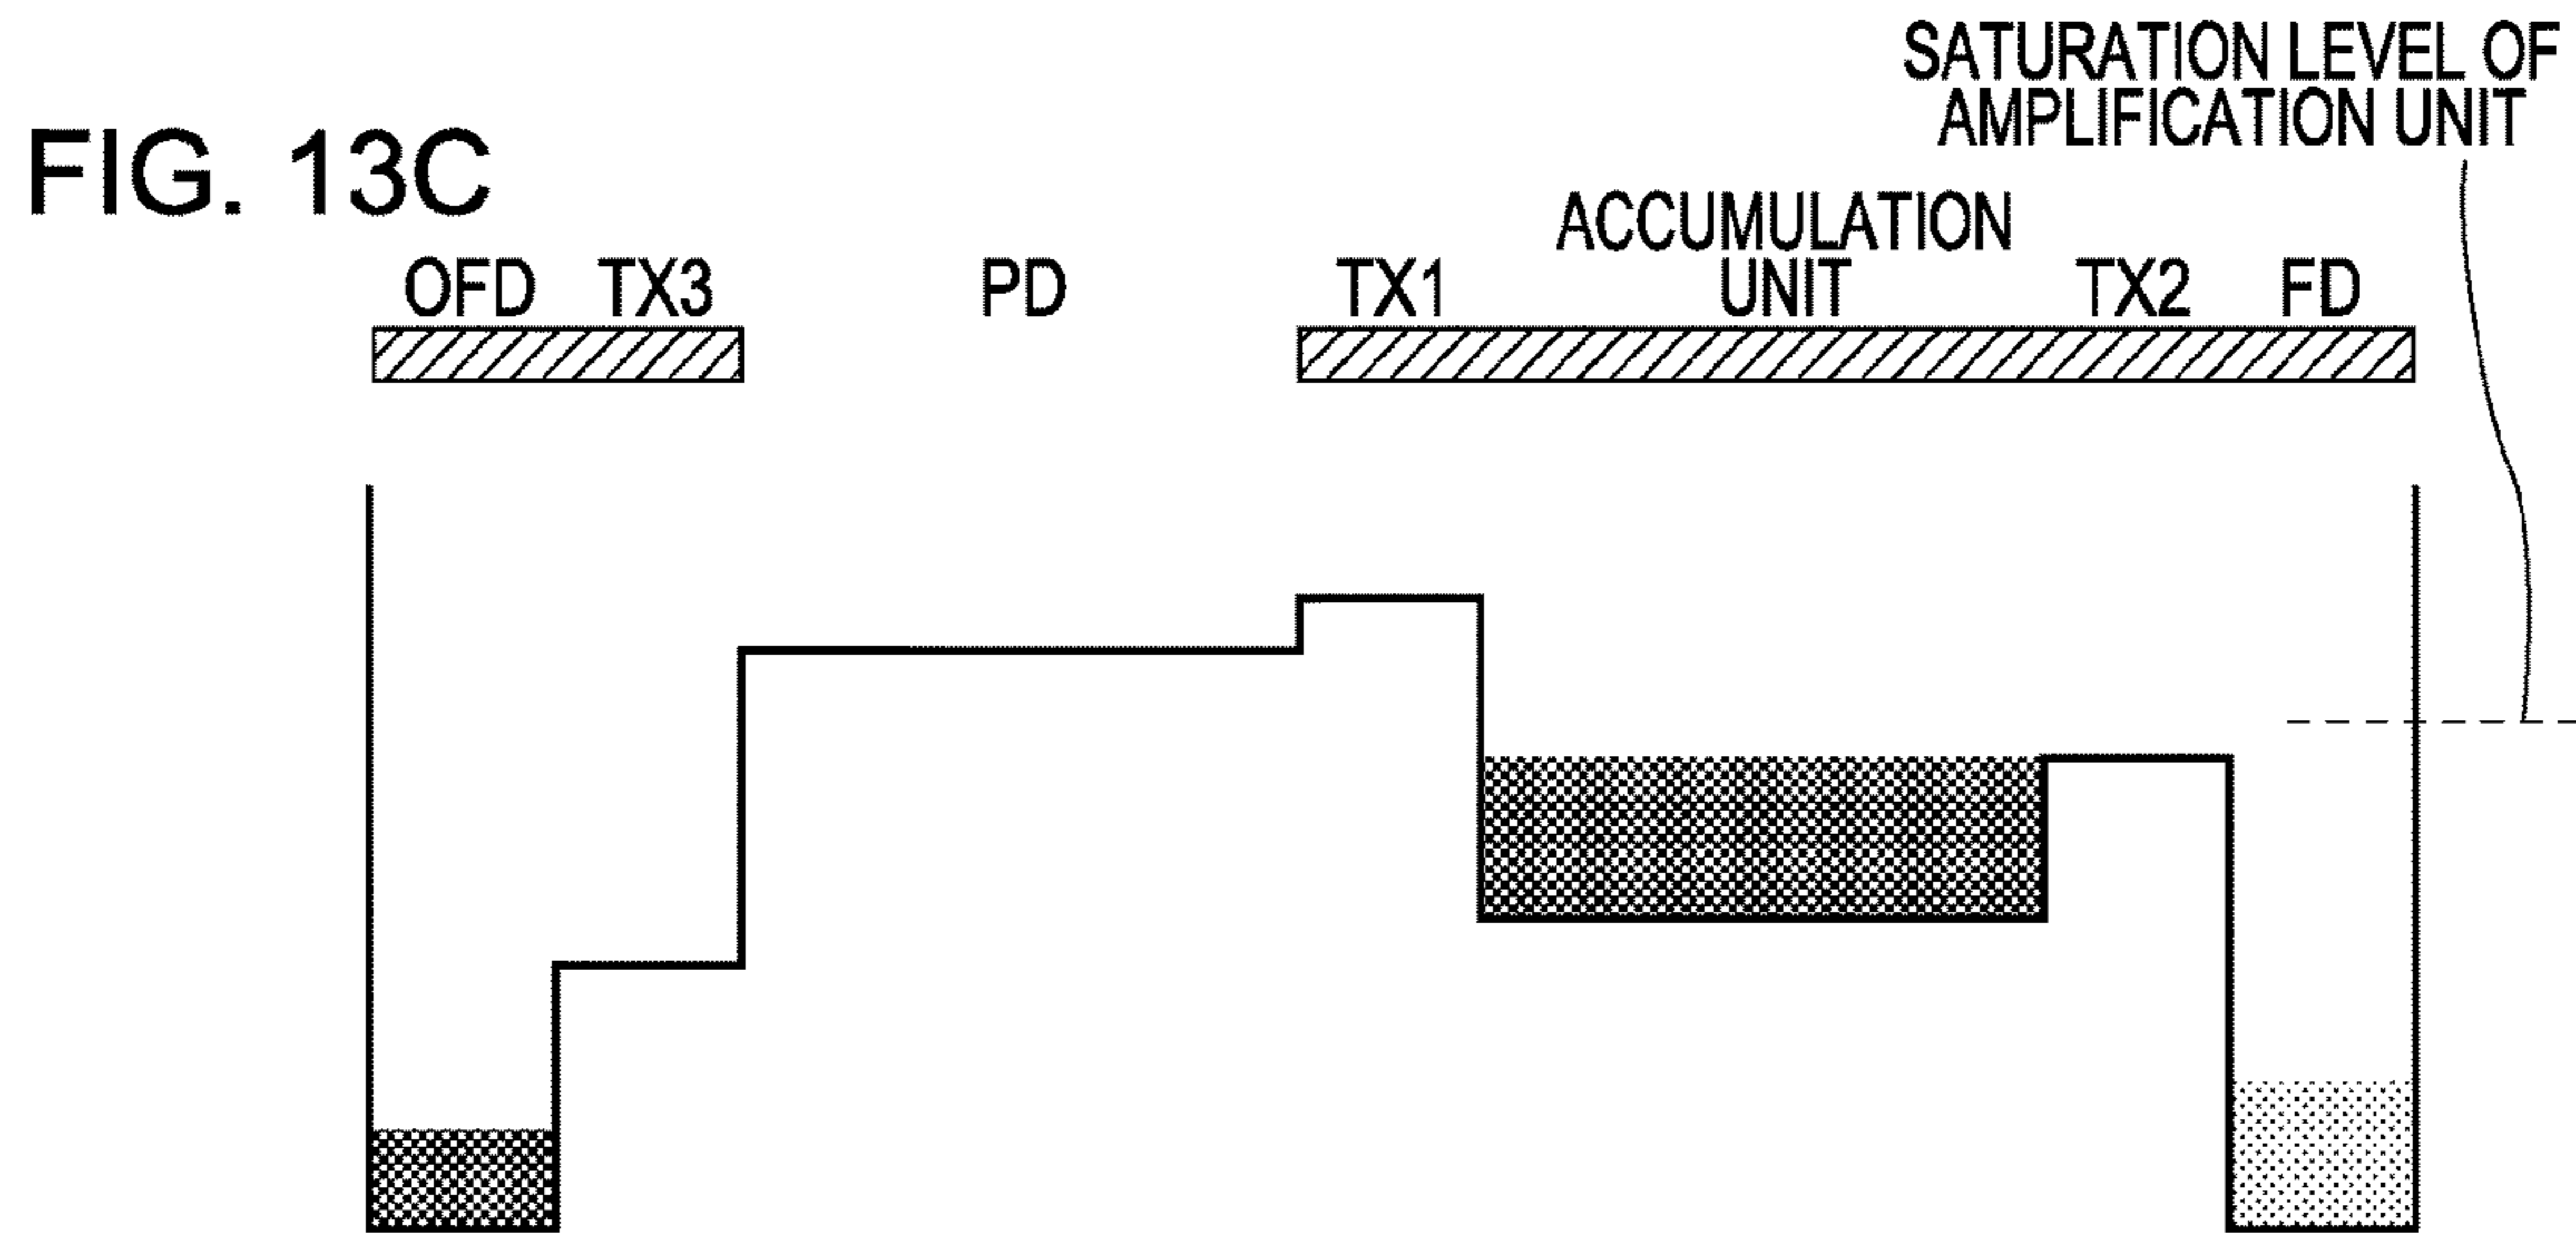 SATURATION LEVEL OF
AMPLIFICATION UNIT
FIG. 13C
ACCUMULATION
OFD TX3 PD TX1 UNIT TX2 FD